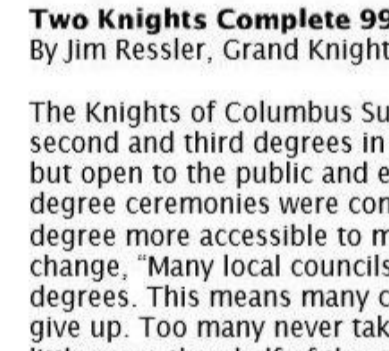 Two Knights Complete 99
By Jim Ressler, Grand Knight
The Knights of Columbus Su
second and third degrees in
but open to the public and e
degree ceremonies were con
degree more accessible to m
change, "Many local councils
degrees. This means many c
give up. Too many never tak